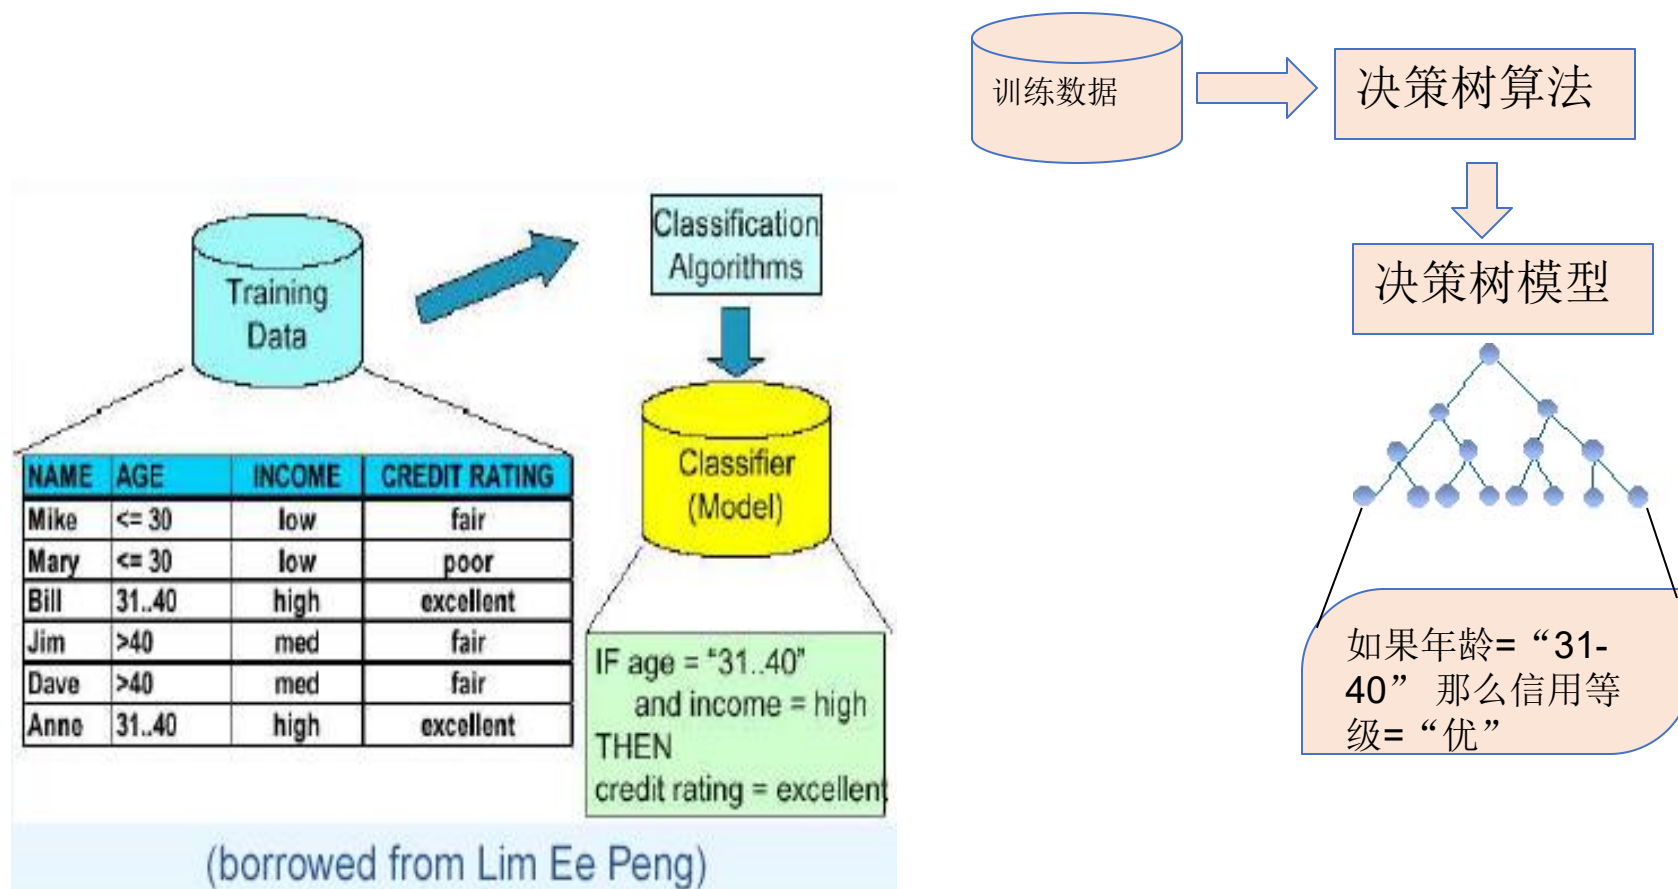 训练数据
决策树算法
决策树模型
如果年龄=“31-
40” 那么信用等
级=“优”
Training
Data
Classification
Algorithms
Classifier
(Model)
NAME AGE INCOME CREDIT RATING
Mike <= 30 low fair
Mary <= 30 low poor
Bill 31..40 high excellent
Jim >40 med fair
Dave >40 med fair
Anne 31..40 high excellent
IF age = “31..40”
and income = high
THEN
credit rating = excellent
(borrowed from Lim Ee Peng)